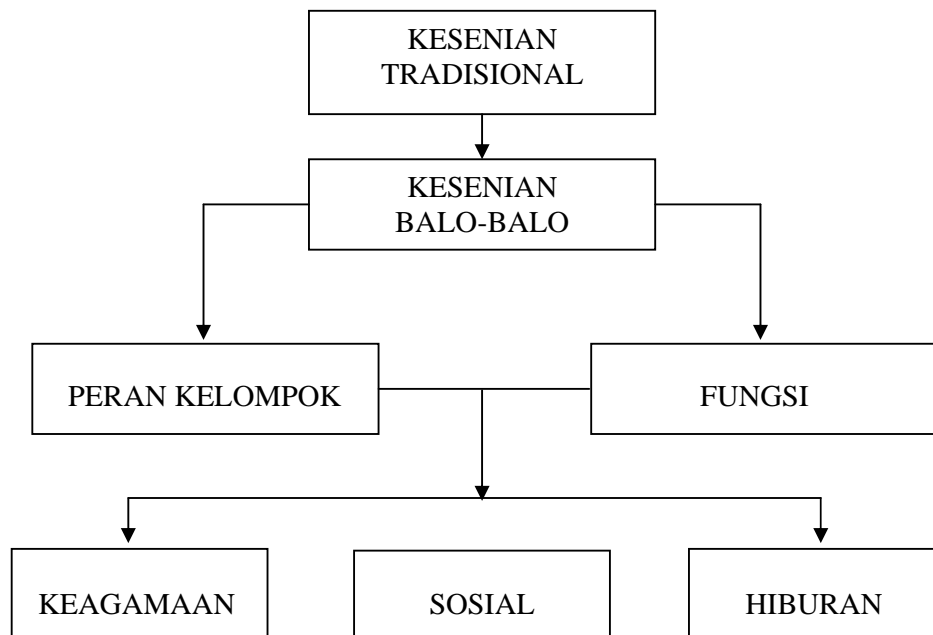 KESENIAN
TRADISIONAL
KESENIAN
BALO-BALO
PERAN KELOMPOK
FUNGSI
KEAGAMAAN
SOSIAL
HIBURAN